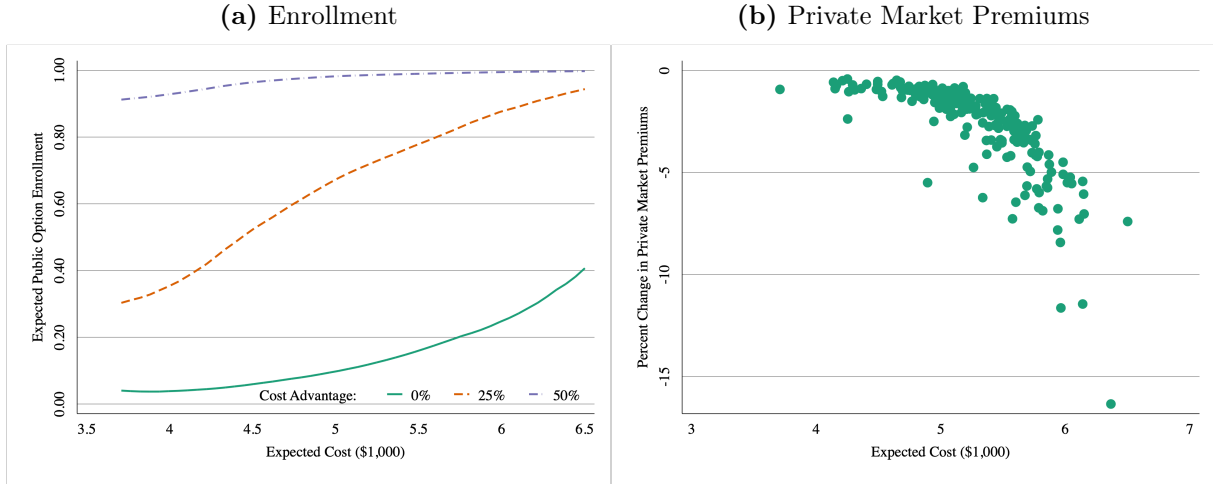 (a) Enrollment
Expected Public Option Enrollment
1.00
0.80
0.60
0.40
0.20
0.00
Cost Advantage: 0% 25% 50%
3.5 4 4.5 5 5.5 6 6.5
Expected Cost ($1,000)
(b) Private Market Premiums
Percent Change in Private Market Premiums
0
-5
-10
-15
3 4 5 6 7
Expected Cost ($1,000)